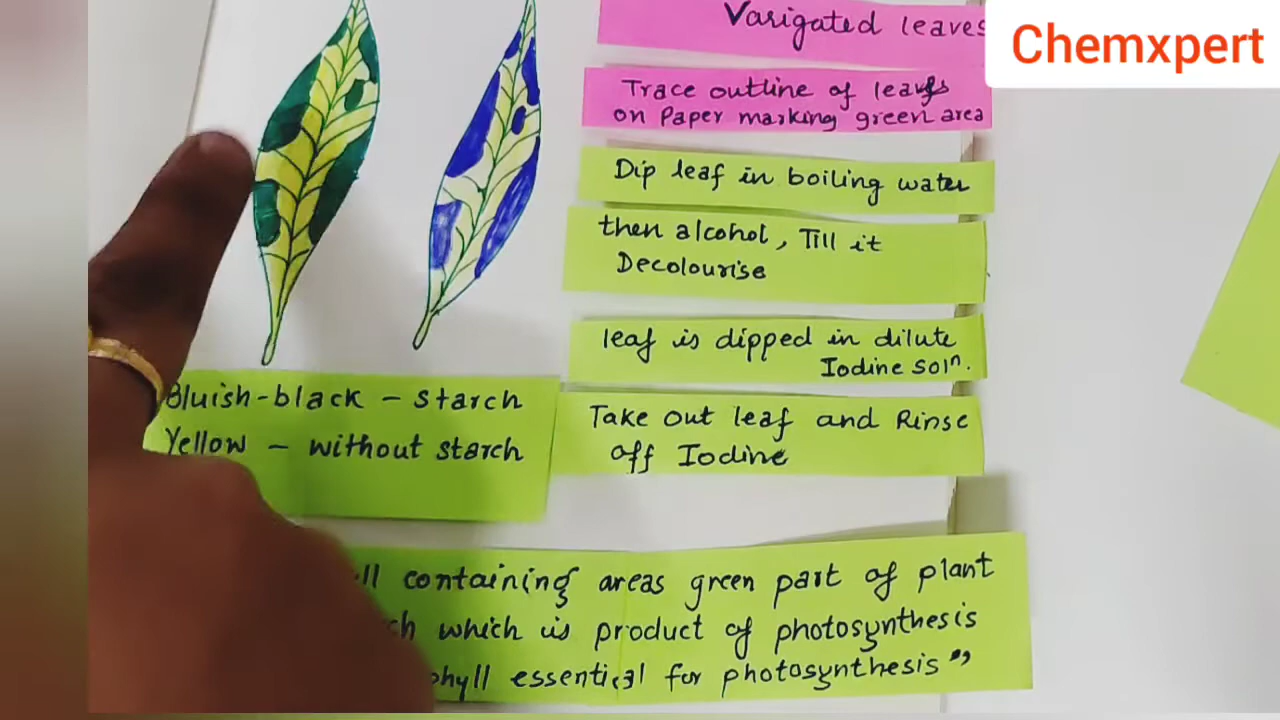 Varigated leaves
Chemxpert
Trace outline of leaves
on Paper marking green area
Dip leaf in boiling water
then alcohol, Till it
Decolourise
leaf is dipped in dilute
Iodine soln.
Take out leaf and Rinse
off Iodine
Bluish-black - starch
Yellow - without starch
containing areas green part of plant
which is product of photosynthesis
essential for photosynthesis"